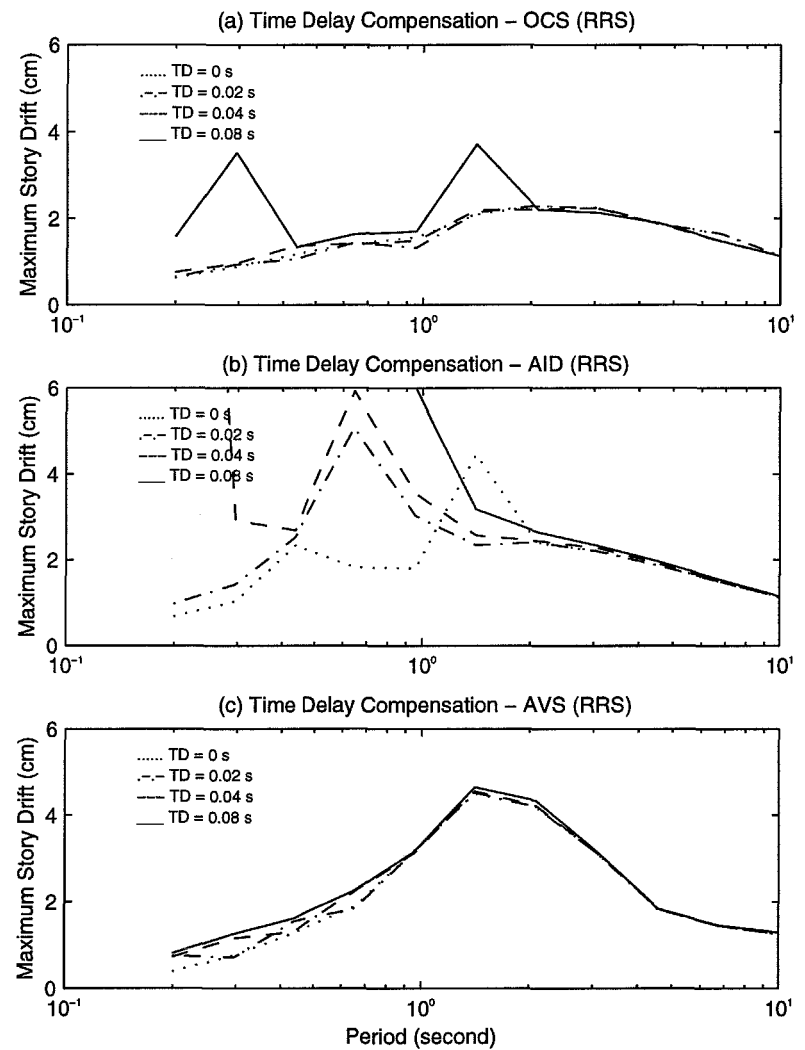 (a) Time Delay Compensation – OCS (RRS)
Maximum Story Drift (cm)
6
4
2
0
TD = 0 s
TD = 0.02 s
TD = 0.04 s
TD = 0.08 s
10⁻¹
10⁰
10¹
(b) Time Delay Compensation – AID (RRS)
Maximum Story Drift (cm)
6
4
2
0
TD = 0 s
TD = 0.02 s
TD = 0.04 s
TD = 0.08 s
10⁻¹
10⁰
10¹
(c) Time Delay Compensation – AVS (RRS)
Maximum Story Drift (cm)
6
4
2
0
TD = 0 s
TD = 0.02 s
TD = 0.04 s
TD = 0.08 s
10⁻¹
10⁰
10¹
Period (second)